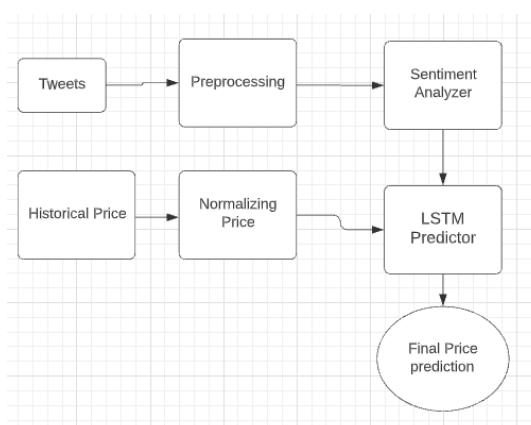 Tweets
Preprocessing
Sentiment
Analyzer
Historical Price
Normalizing
Price
LSTM
Predictor
Final Price
prediction